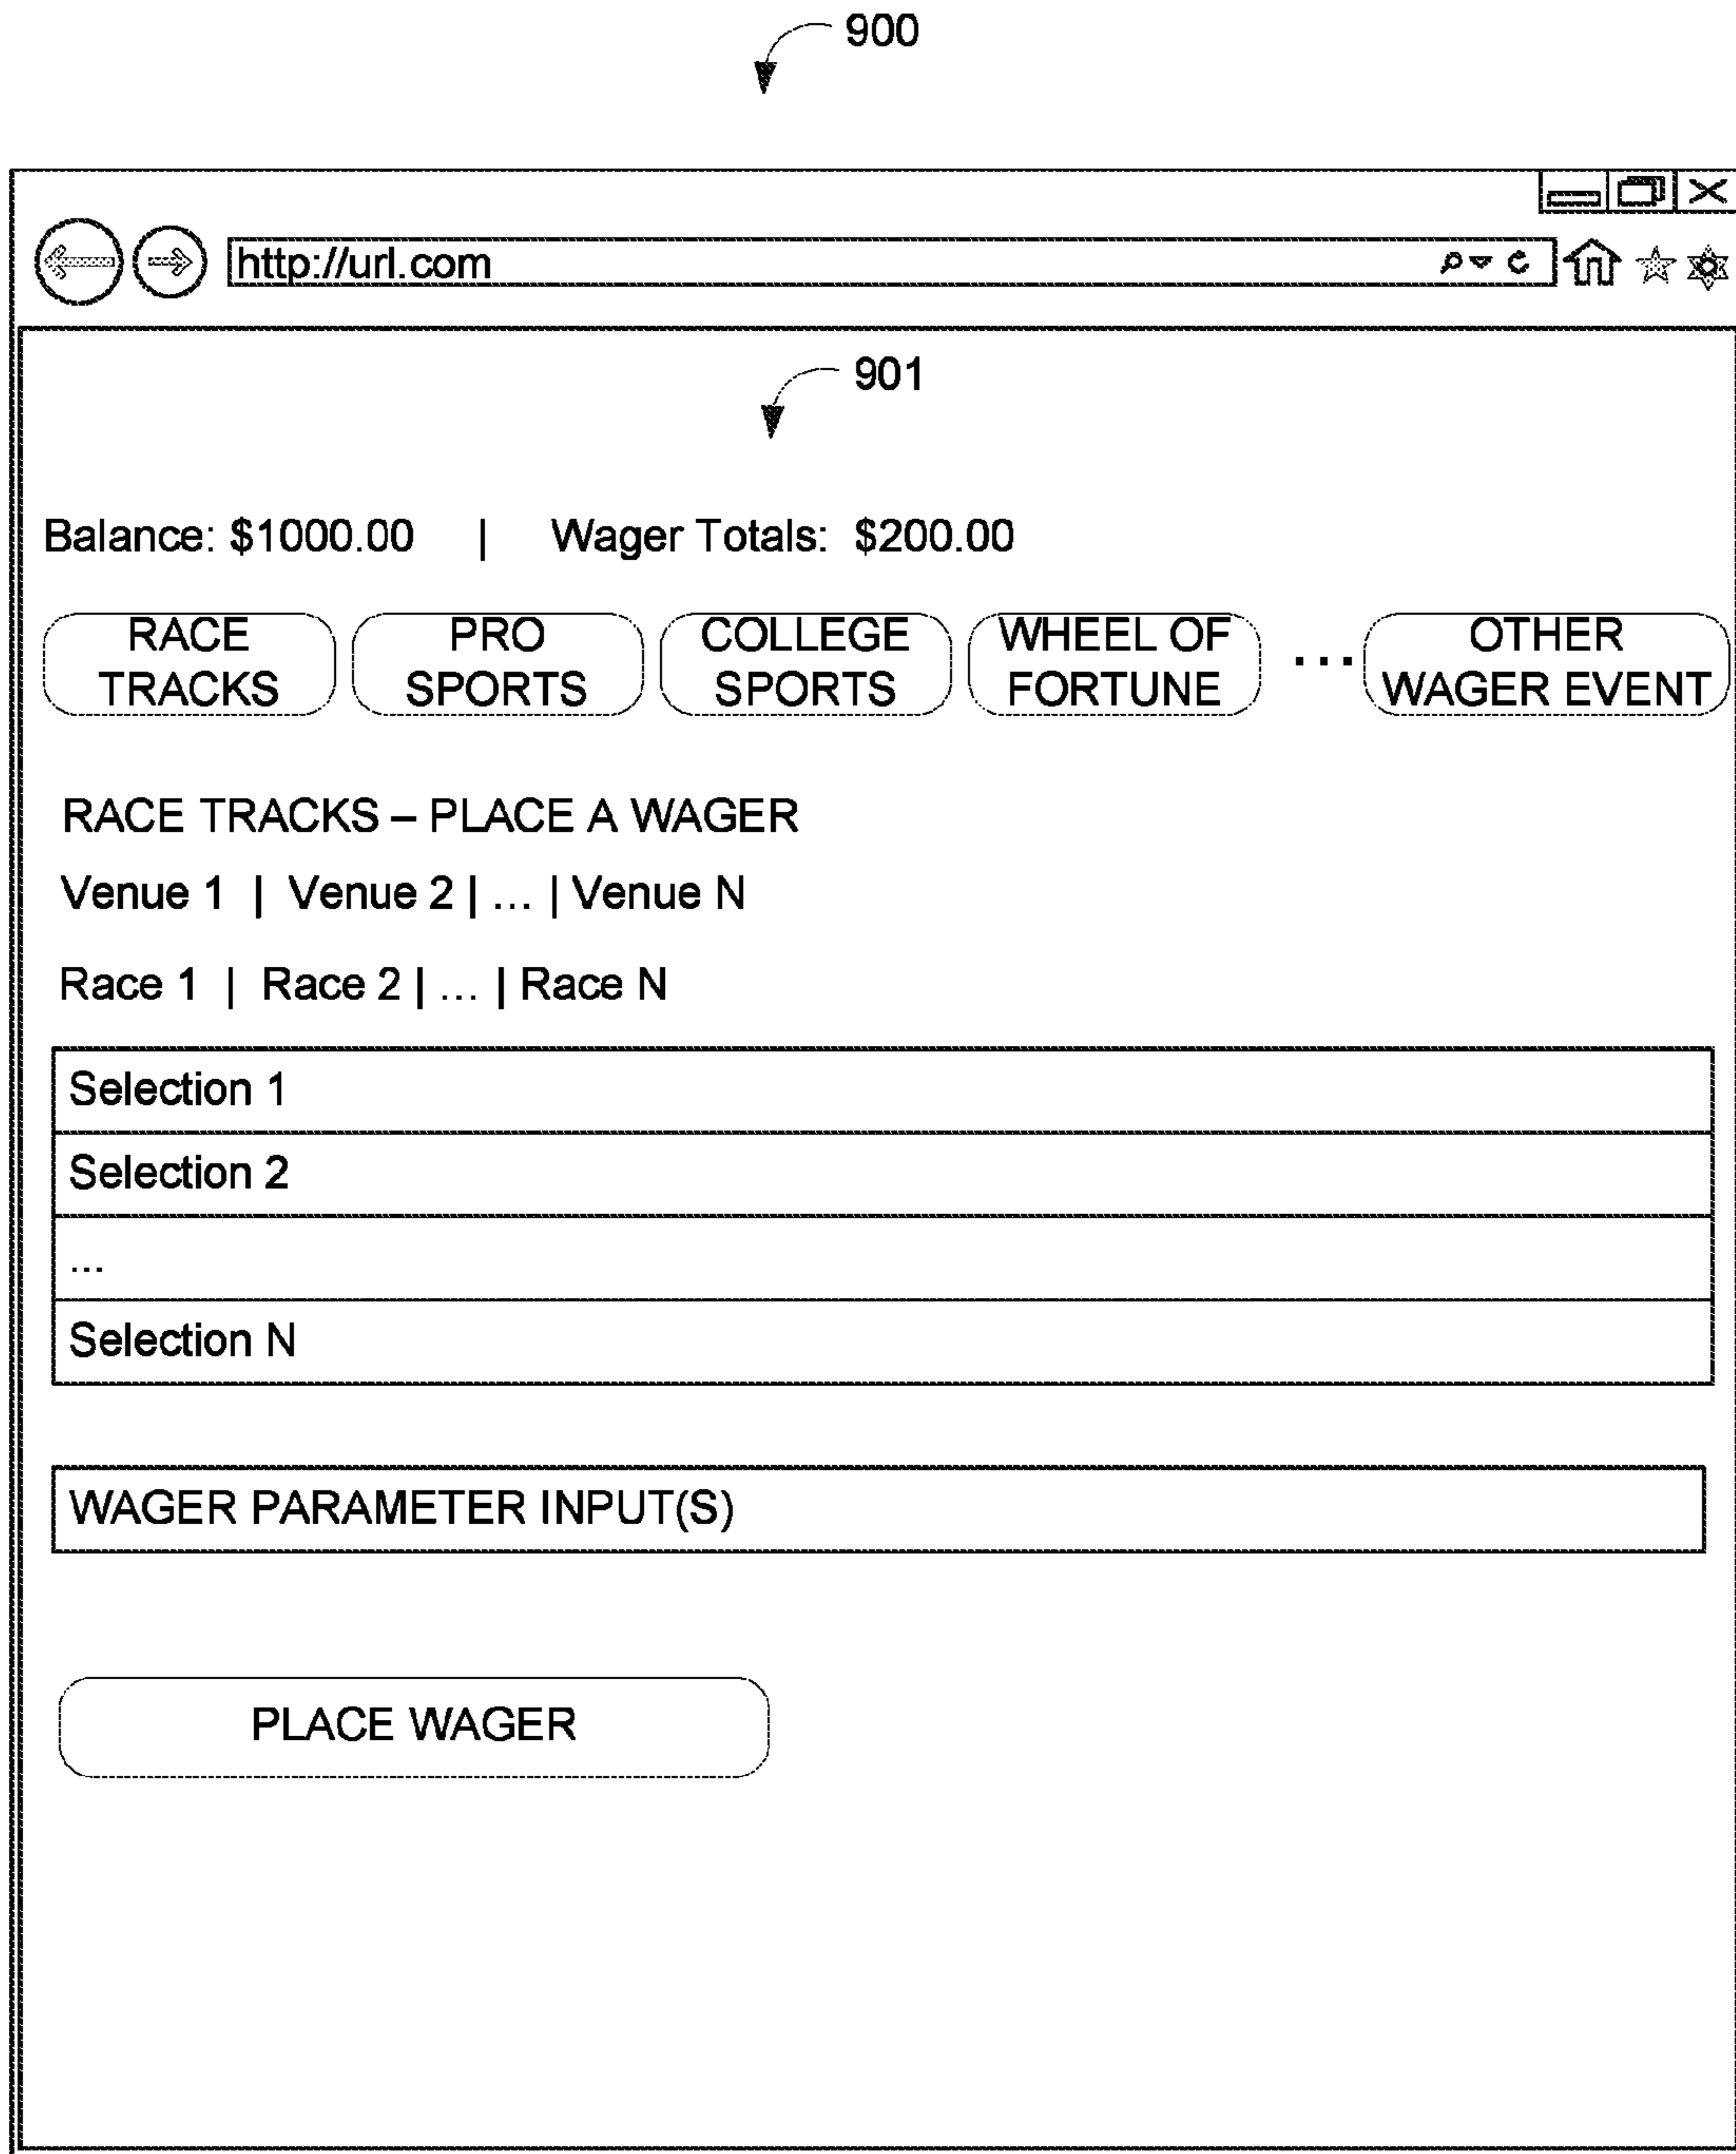 900
http://url.com
901
Balance: $1000.00 | Wager Totals: $200.00
RACE TRACKS
PRO SPORTS
COLLEGE SPORTS
WHEEL OF FORTUNE
...
OTHER WAGER EVENT
RACE TRACKS – PLACE A WAGER
Venue 1 | Venue 2 | ... | Venue N
Race 1 | Race 2 | ... | Race N
Selection 1
Selection 2
...
Selection N
WAGER PARAMETER INPUT(S)
PLACE WAGER